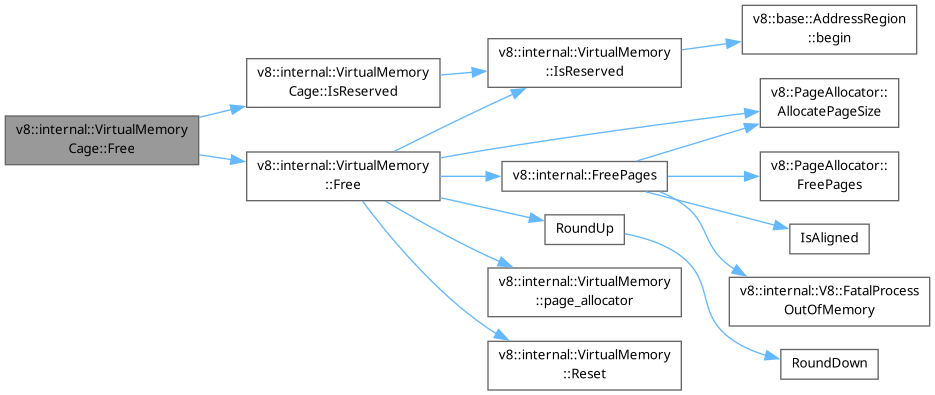 v8::internal::VirtualMemory
Cage::Free
v8::internal::VirtualMemory
Cage::IsReserved
v8::internal::VirtualMemory
::Free
v8::internal::VirtualMemory
::IsReserved
v8::base::AddressRegion
::begin
v8::PageAllocator::
AllocatePageSize
v8::internal::FreePages
v8::PageAllocator::
FreePages
IsAligned
v8::internal::V8::FatalProcess
OutOfMemory
RoundUp
RoundDown
v8::internal::VirtualMemory
::page_allocator
v8::internal::VirtualMemory
::Reset